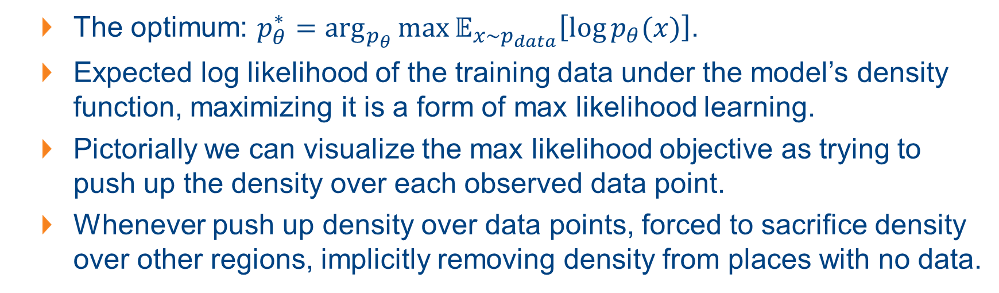 The optimum: $p_\theta^* = \arg_{p_\theta} \max \mathbb{E}_{x \sim p_{data}}[\log p_\theta(x)]$.
Expected log likelihood of the training data under the model's density
function, maximizing it is a form of max likelihood learning.
Pictorially we can visualize the max likelihood objective as trying to
push up the density over each observed data point.
Whenever push up density over data points, forced to sacrifice density
over other regions, implicitly removing density from places with no data.